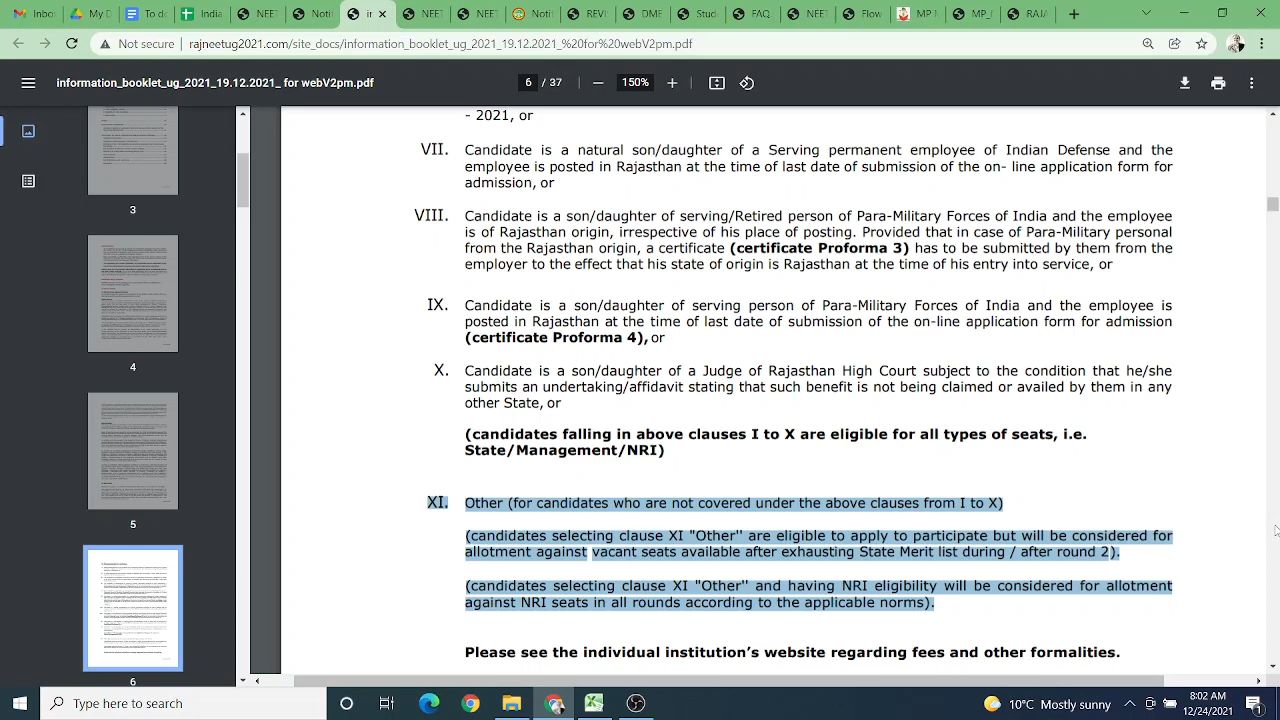 Indi
NEE
Noti
i
NEE
NEE
Noti
REVI
DME
Stud
FAQ
NEE
Flow
MP I
MP_I
RAJA
Not secure
rajneetug2021.com/site_docs/information_booklet_ug_2021_19.12.2021_%20for%20webV2pm.pdf
information_booklet_ug_2021_19.12.2021_ for webV2pm.pdf
6 / 37
150%
- 2021, or
VII. Candidate is a natural son/daughter of a Serving permanent employee of Indian Defense and the
employee is posted in Rajasthan at the time of last date of submission of the on- line application form for
admission, or
VIII. Candidate is a son/daughter of serving/Retired person of Para-Military Forces of India and the employee
is of Rajasthan origin, irrespective of his place of posting. Provided that in case of Para-Military personal
from the Rajasthan origin, a certificate (certificate Proforma 3) has to be submitted by them from the
employer to the effect that his state of origin is Rajasthan at the time of his entry into service, or
IX. Candidate is a son/daughter of serving person of Para-Military Forces of India and the employee is
posted in Rajasthan at the time of last date of submission of the on-line application form for admission
(certificate Proforma 4), or
X. Candidate is a son/daughter of a Judge of Rajasthan High Court subject to the condition that he/she
submits an undertaking/affidavit stating that such benefit is not being claimed or availed by them in any
other State, or
(candidates falling in above clauses I to X are eligible for all types of seats, i.e.
State/Management/NRI)
XI. Other (for candidates who are not covered under the above clauses from I to X)
(candidates selecting clause XI "Other" are eligible to apply to participate but will be considered for
allotment against vacant seats available after exhausting State Merit list during / after round 2).
(candidates selecting clause XI "Other" and having NRI eligibility will be considered for allotment
against NRI seats in all rounds according to the applicable norms).
Please see the individual institution's website regarding fees and other formalities.
3
4
5
6
Type here to search
10°C Mostly sunny
8:02 AM
12/24/2021